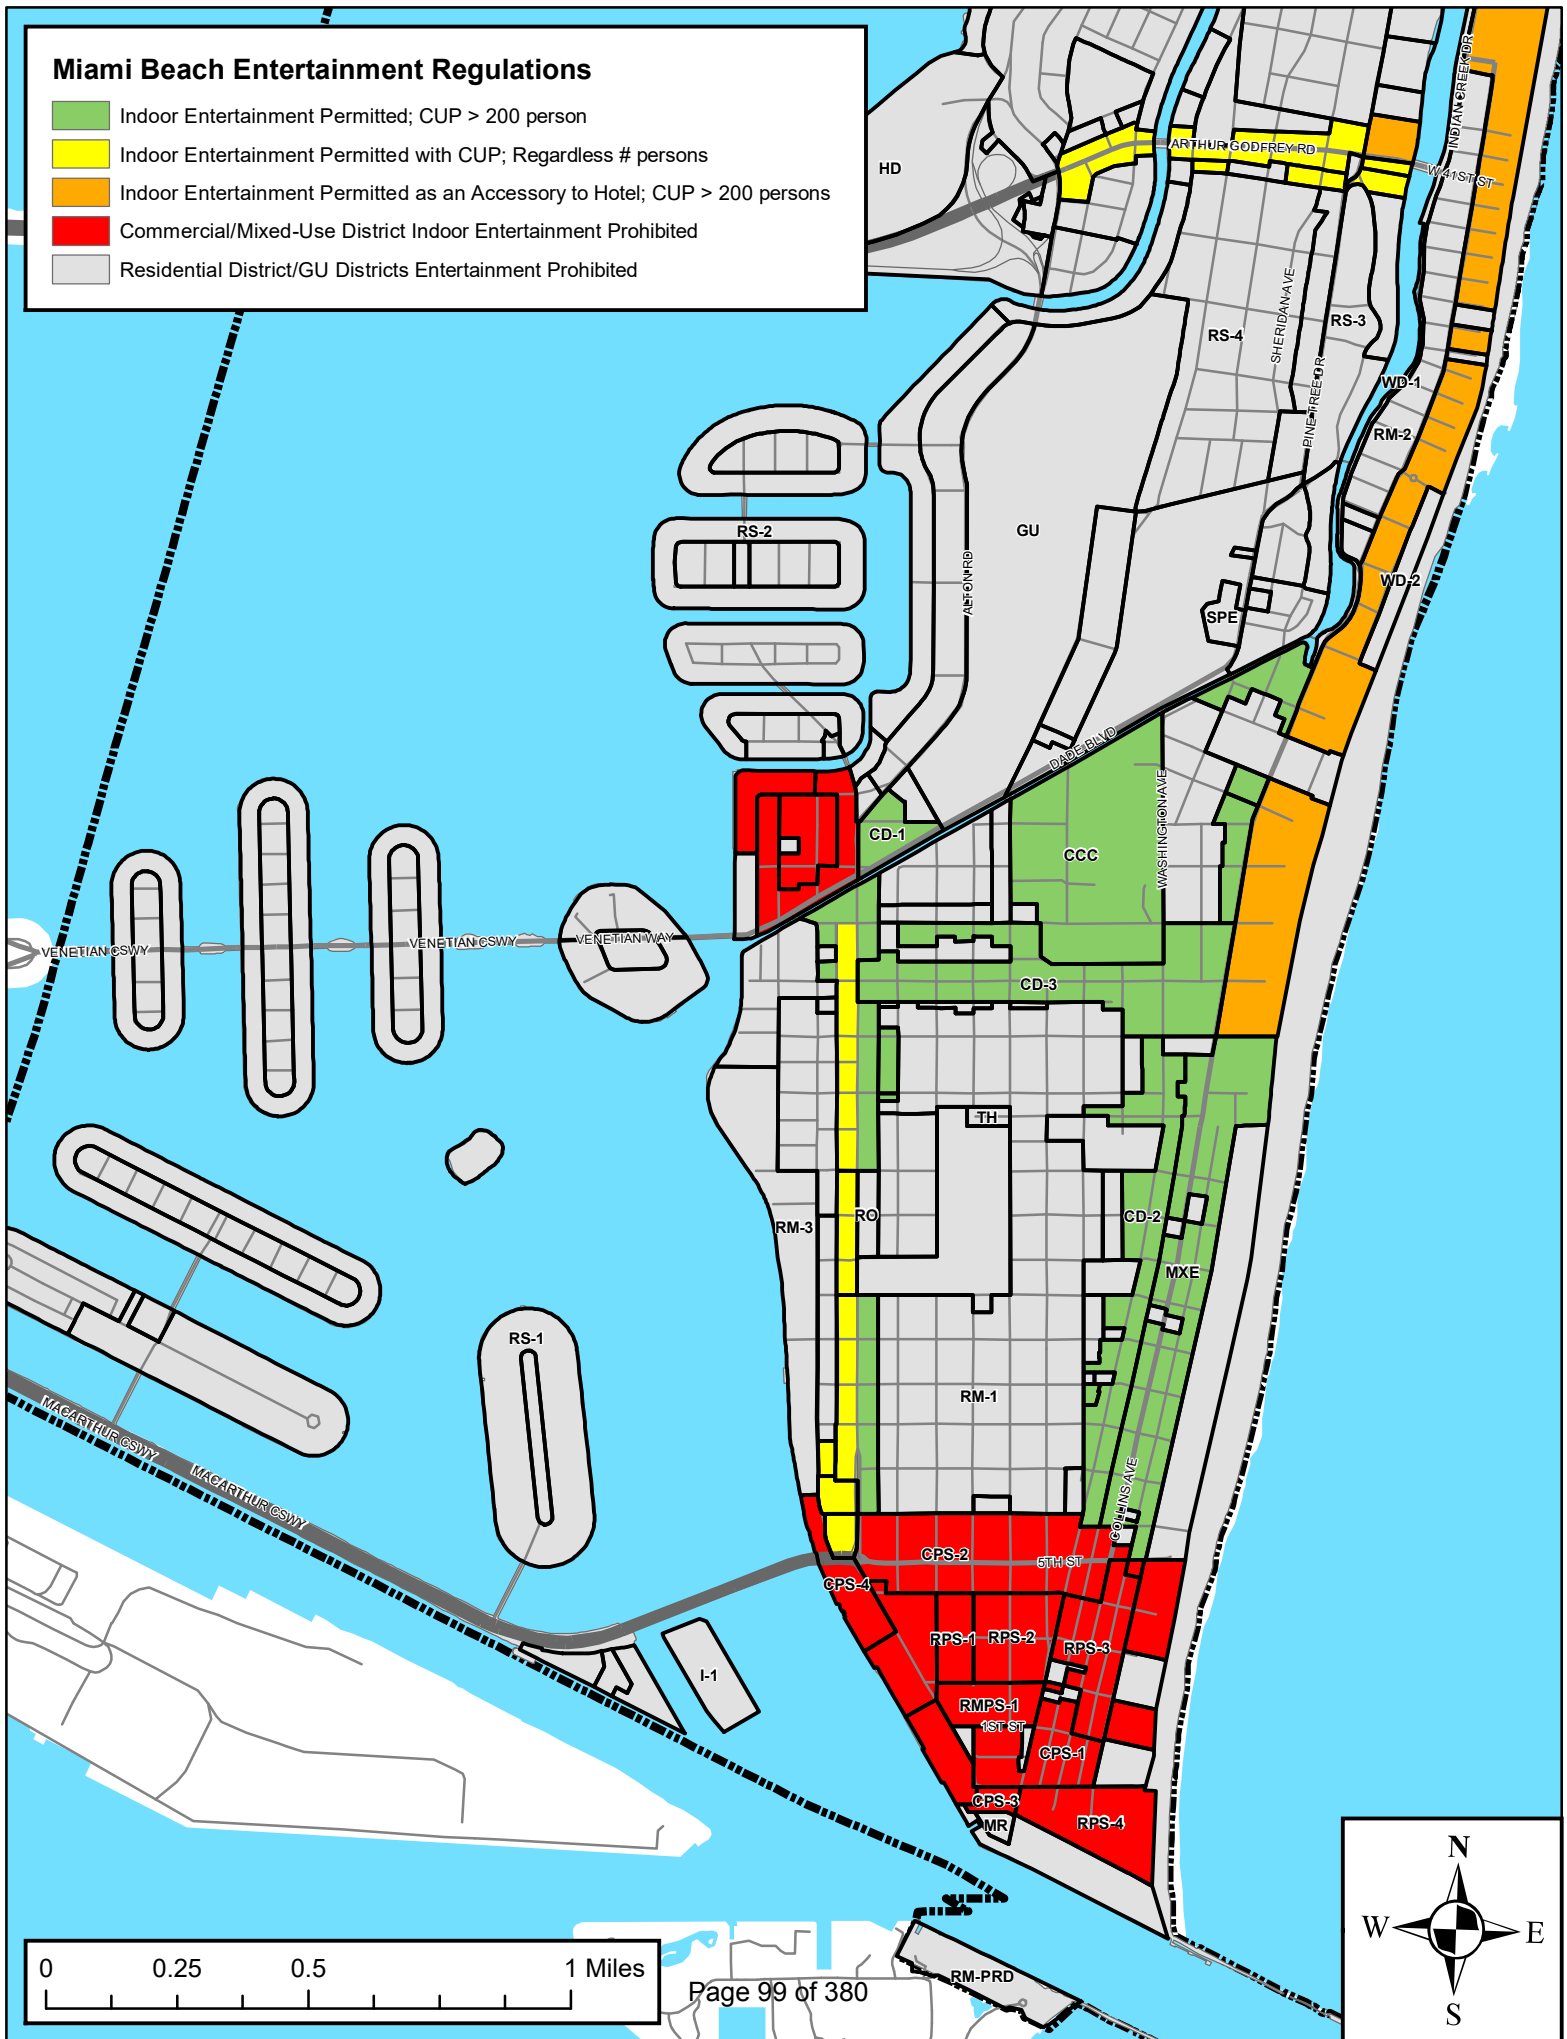 Miami Beach Entertainment Regulations
Indoor Entertainment Permitted; CUP > 200 person
Indoor Entertainment Permitted with CUP; Regardless # persons
Indoor Entertainment Permitted as an Accessory to Hotel; CUP > 200 persons
Commercial/Mixed-Use District Indoor Entertainment Prohibited
Residential District/GU Districts Entertainment Prohibited
INDIAN CREEK DR
ARTHUR GODFREY RD
W 41ST ST
HD
SHERIDAN AVE
RS-3
RS-4
PINE TREE DR
WD-1
RM-2
RS-2
GU
ALTON RD
WD-2
SPE
DADE BLVD
WASHINGTON AVE
CD-1
CCC
VENETIAN CSWY
VENETIAN CSWY
VENETIAN WAY
CD-3
TH
RM-3
RO
CD-2
MXE
RS-1
RM-1
MACARTHUR CSWY
MACARTHUR CSWY
COLLINS AVE
CPS-2
5TH ST
CPS-4
RPS-1
RPS-2
RPS-3
I-1
RMPS-1
1ST ST
CPS-1
CPS-3
MR
RPS-4
N
W
E
S
0 0.25 0.5 1 Miles
RM-PRD
Page 99 of 380